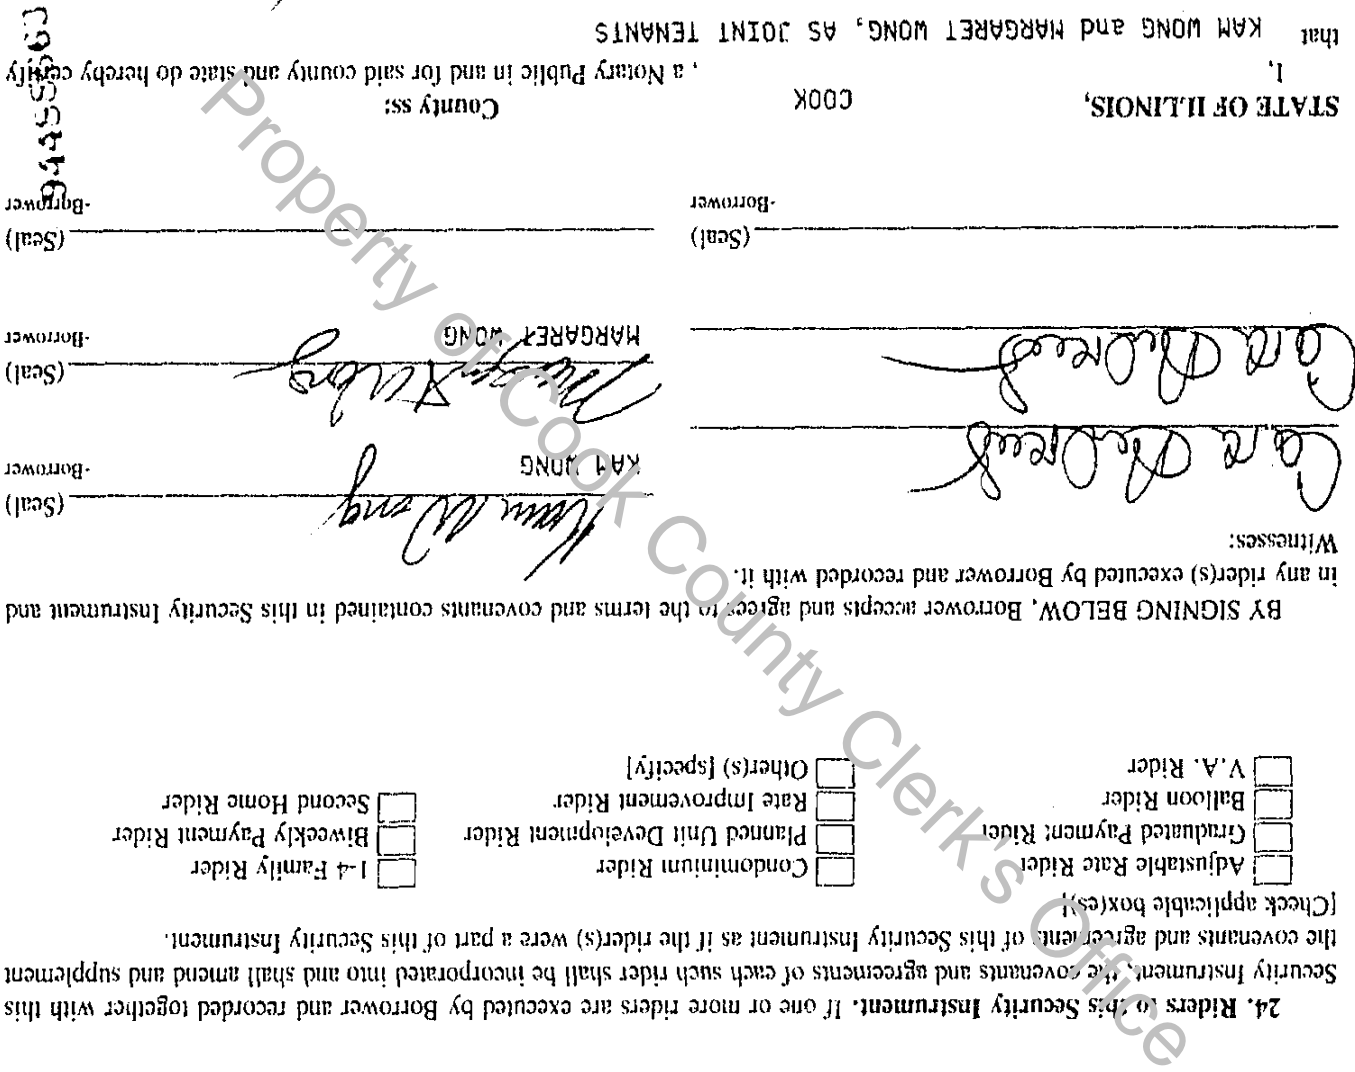 24. Riders to this Security Instrument. If one or more riders are executed by Borrower and recorded together with this
Security Instrument, the covenants and agreements of each such rider shall be incorporated into and shall amend and supplement
the covenants and agreements of this Security Instrument as if the rider(s) were a part of this Security Instrument.
[Check applicable box(es)]
Adjustable Rate Rider Condominium Rider 1-4 Family Rider
Graduated Payment Rider Planned Unit Development Rider Biweekly Payment Rider
Balloon Rider Rate Improvement Rider Second Home Rider
V.A. Rider Other(s) [specify]
BY SIGNING BELOW, Borrower accepts and agrees to the terms and covenants contained in this Security Instrument and
in any rider(s) executed by Borrower and recorded with it.
Witnesses:
Kam Wong (Seal)
KAM WONG -Borrower
Margaret Wong (Seal)
MARGARET WONG -Borrower
(Seal) (Seal)
-Borrower -Borrower
STATE OF ILLINOIS, COOK County ss:
I, , a Notary Public in and for said county and state do hereby certify
that KAM WONG and MARGARET WONG, AS JOINT TENANTS
Property of Cook County Clerk's Office